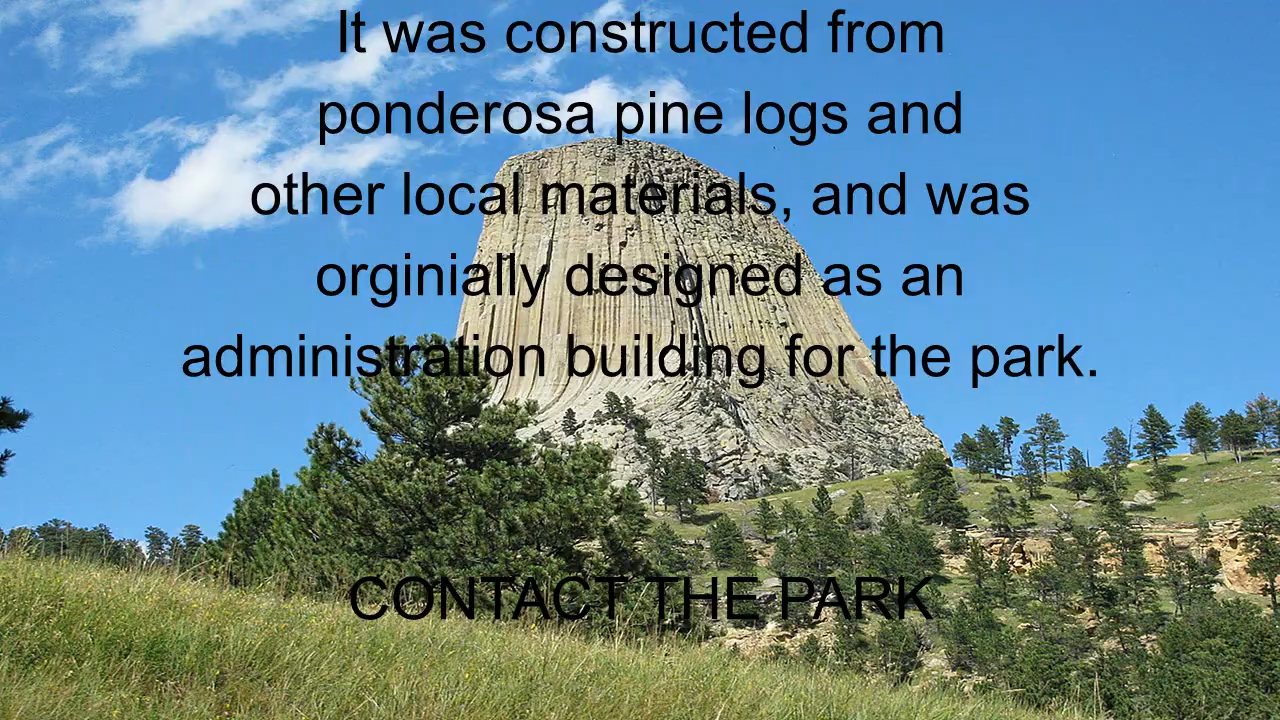 It was constructed from
ponderosa pine logs and
other local materials, and was
orginially designed as an
administration building for the park.
CONTACT THE PARK